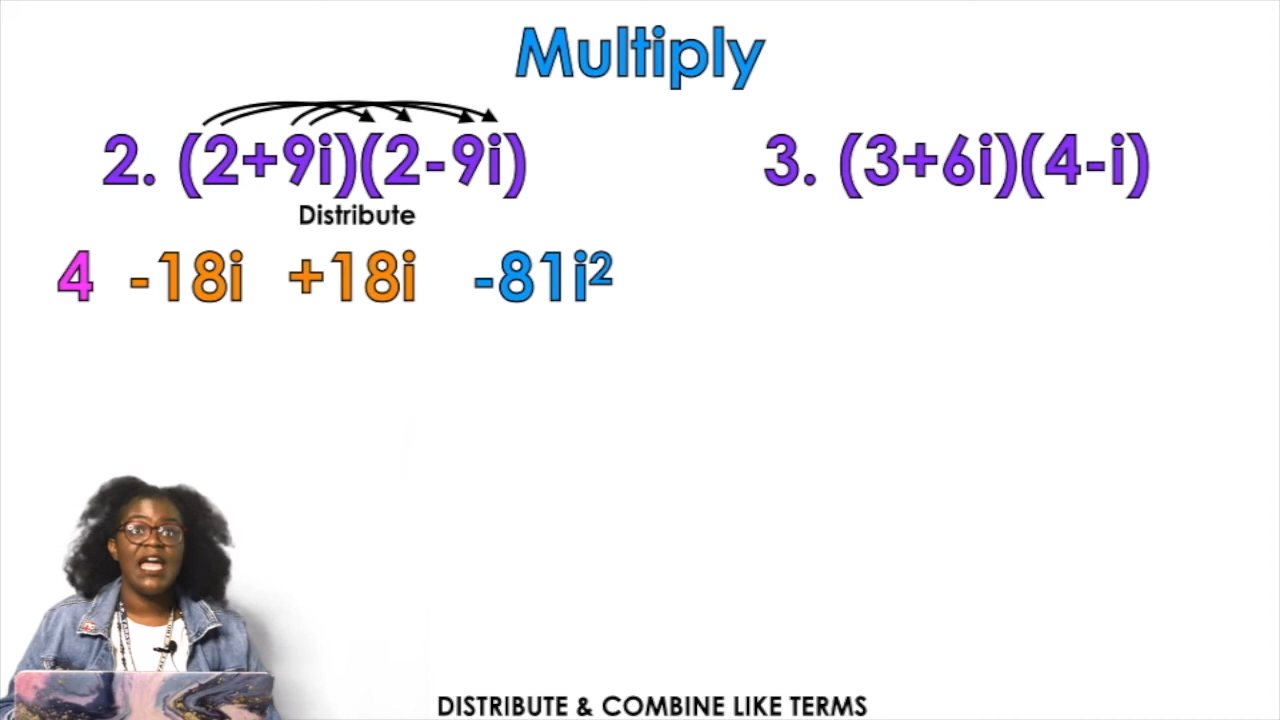 Multiply
2. (2+9i)(2-9i)
Distribute
4 -18i +18i -81i²
3. (3+6i)(4-i)
DISTRIBUTE & COMBINE LIKE TERMS